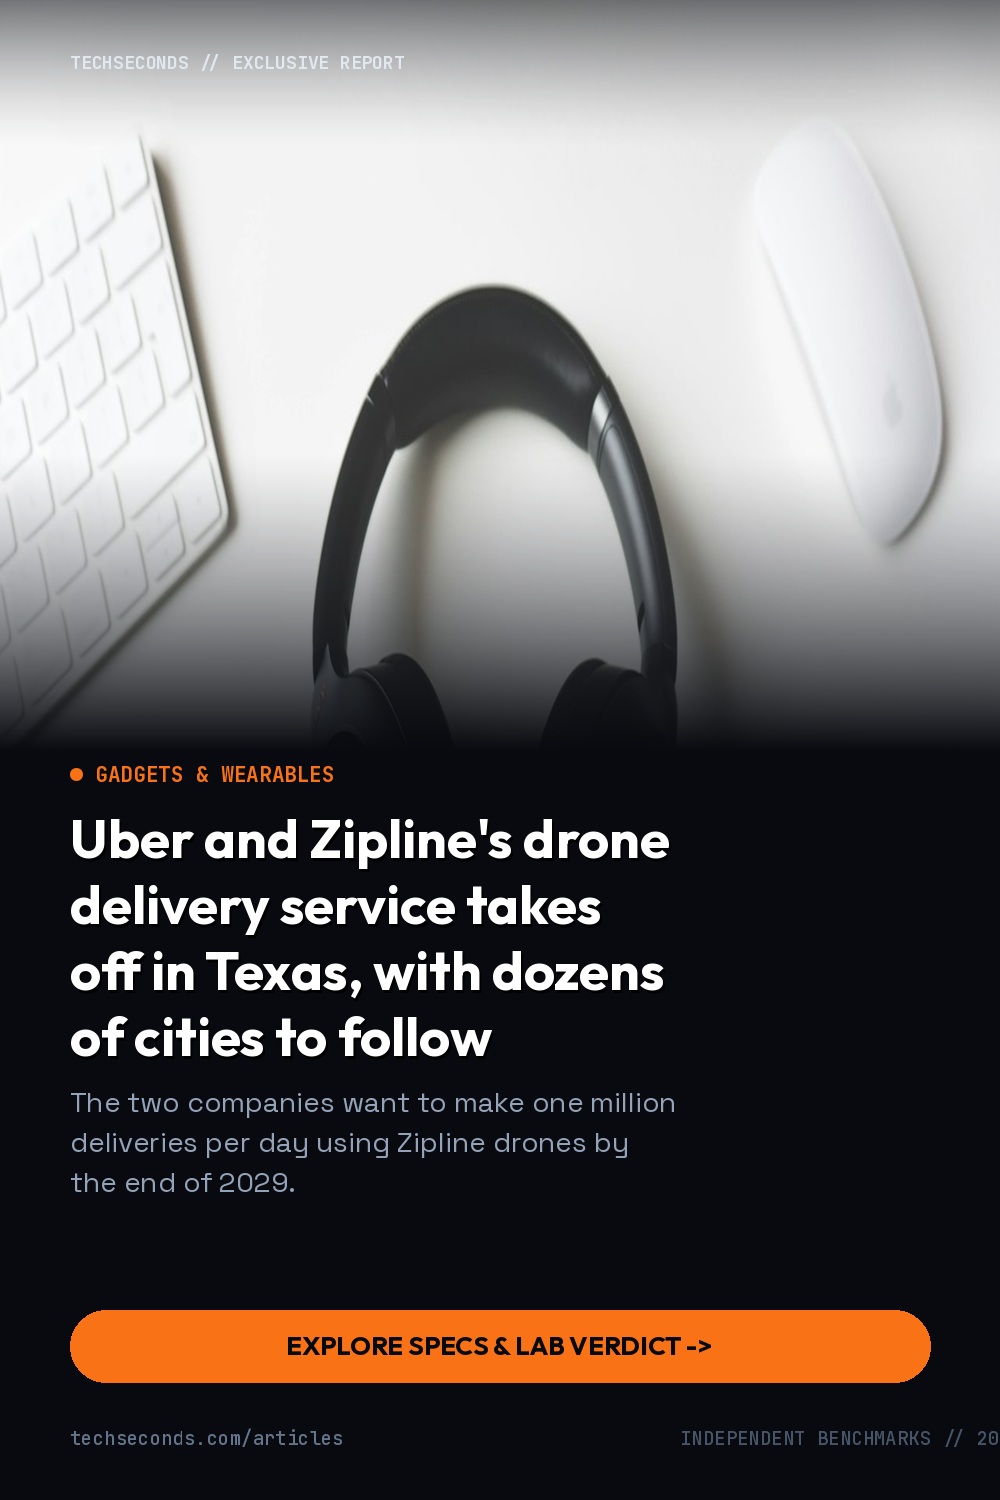 TECHSECONDS // EXCLUSIVE REPORT
GADGETS & WEARABLES
Uber and Zipline's drone
delivery service takes
off in Texas, with dozens
of cities to follow
The two companies want to make one million
deliveries per day using Zipline drones by
the end of 2029.
EXPLORE SPECS & LAB VERDICT ->
techseconds.com/articles
INDEPENDENT BENCHMARKS // 20